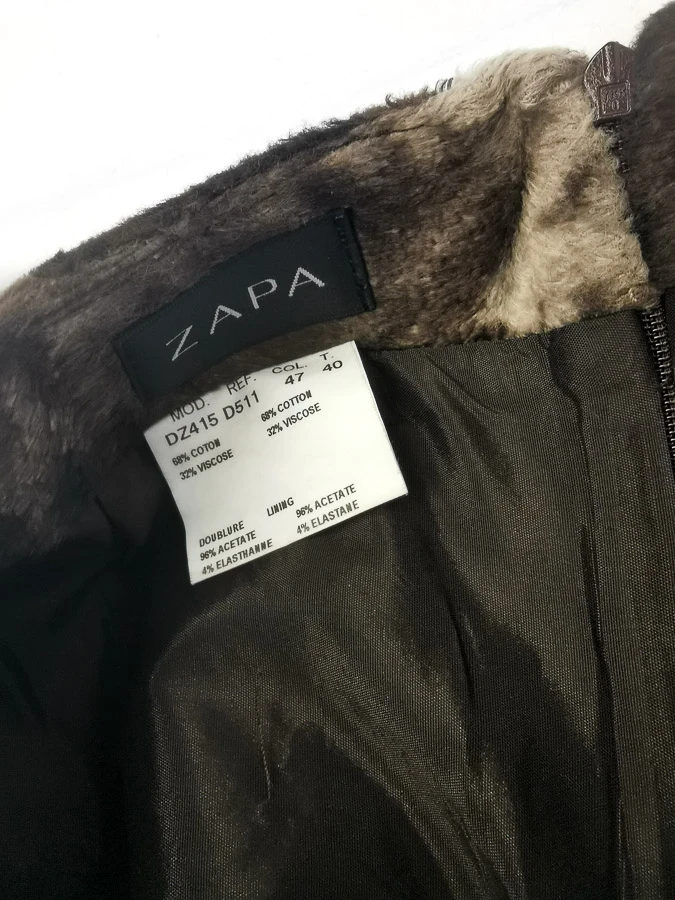 ZAPA
MOD. REF. COL. T.
DZ415 D511 47 40
68% COTON 68% COTTON
32% VISCOSE 32% VISCOSE
DOUBLURE LINING
96% ACETATE 96% ACETATE
4% ELASTHANNE 4% ELASTANE